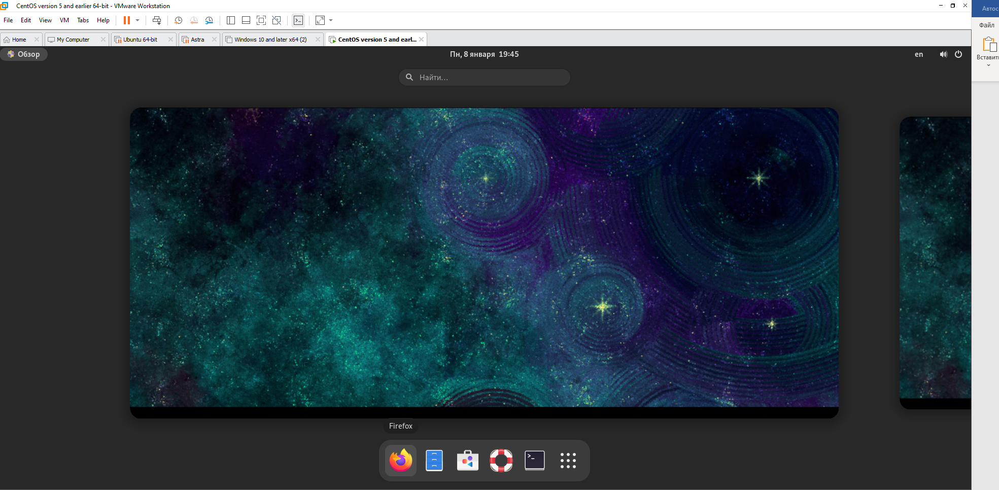 CentOS version 5 and earlier 64-bit - VMware Workstation
File Edit View VM Tabs Help
Home
My Computer
Ubuntu 64-bit
Astra
Windows 10 and later x64 (2)
CentOS version 5 and earl...
Обзор
Пн, 8 января 19:45
en
Найти...
Firefox
Автос
Файл
Вставить